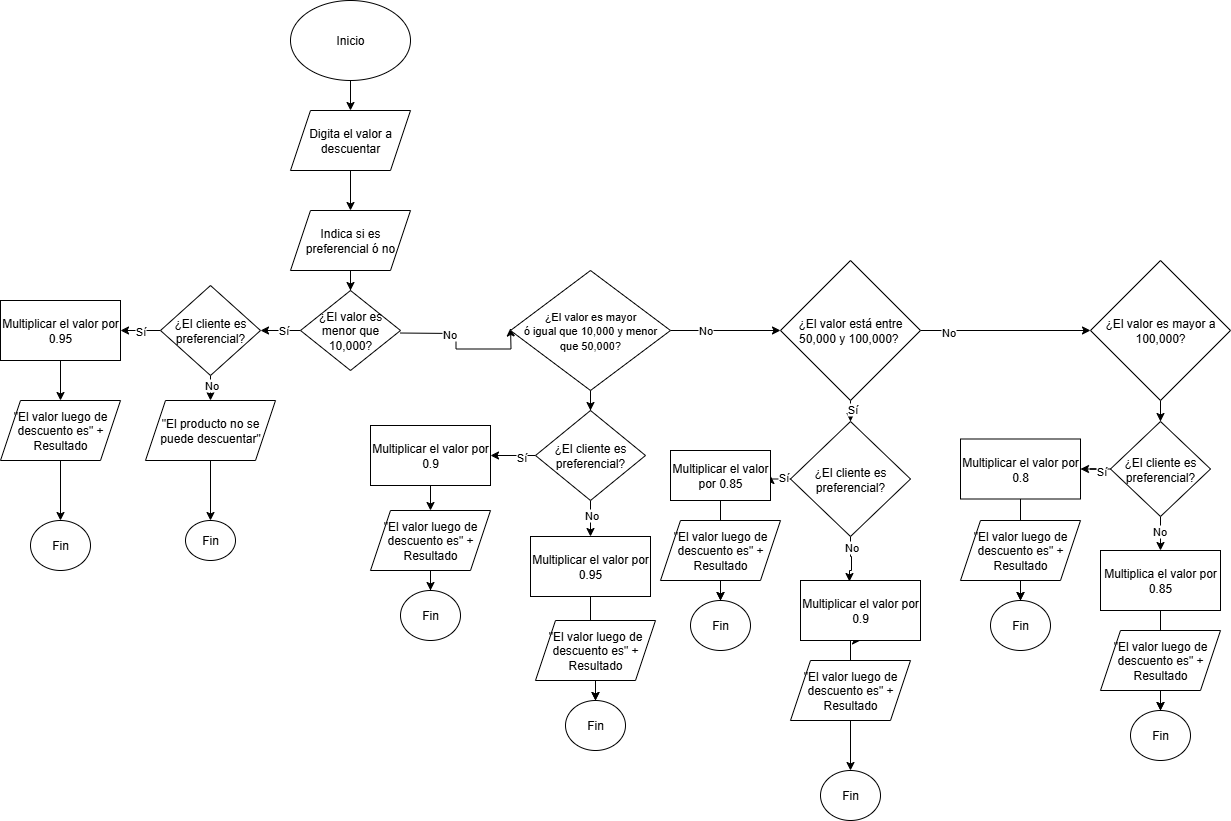 Inicio
Digita el valor a
descuentar
Indica si es
preferencial ó no
¿El valor es
menor que
10,000?
Sí
No
¿El cliente es
preferencial?
Sí
No
Multiplicar el valor por
0.95
"El valor luego de
descuento es" +
Resultado
Fin
"El producto no se
puede descuentar"
Fin
¿El valor es mayor
ó igual que 10,000 y menor
que 50,000?
No
¿El cliente es
preferencial?
Sí
No
Multiplicar el valor por
0.9
"El valor luego de
descuento es" +
Resultado
Fin
Multiplicar el valor por
0.95
"El valor luego de
descuento es" +
Resultado
Fin
¿El valor está entre
50,000 y 100,000?
Sí
No
¿El cliente es
preferencial?
Sí
No
Multiplicar el valor
por 0.85
"El valor luego de
descuento es" +
Resultado
Fin
Multiplicar el valor por
0.9
"El valor luego de
descuento es" +
Resultado
Fin
¿El valor es mayor a
100,000?
¿El cliente es
preferencial?
Sí
No
Multiplicar el valor por
0.8
"El valor luego de
descuento es" +
Resultado
Fin
Multiplica el valor por
0.85
"El valor luego de
descuento es" +
Resultado
Fin